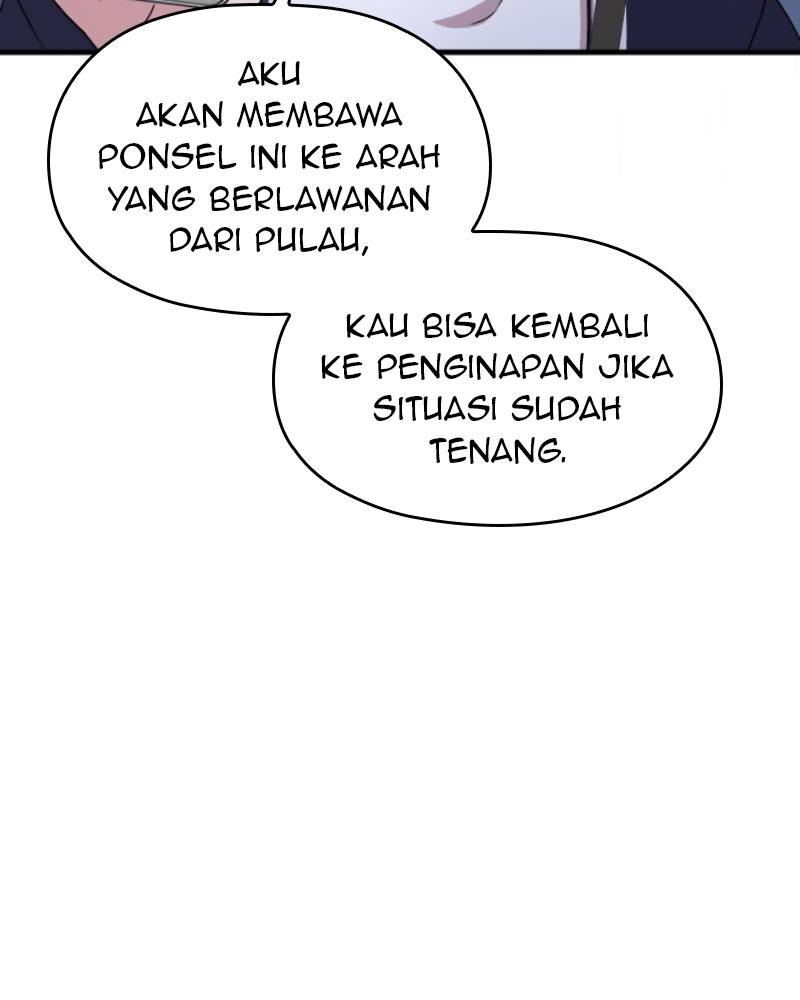 AKU
AKAN MEMBAWA
PONSEL INI KE ARAH
YANG BERLAWANAN
DARI PULAU,
KAU BISA KEMBALI
KE PENGINAPAN JIKA
SITUASI SUDAH
TENANG.